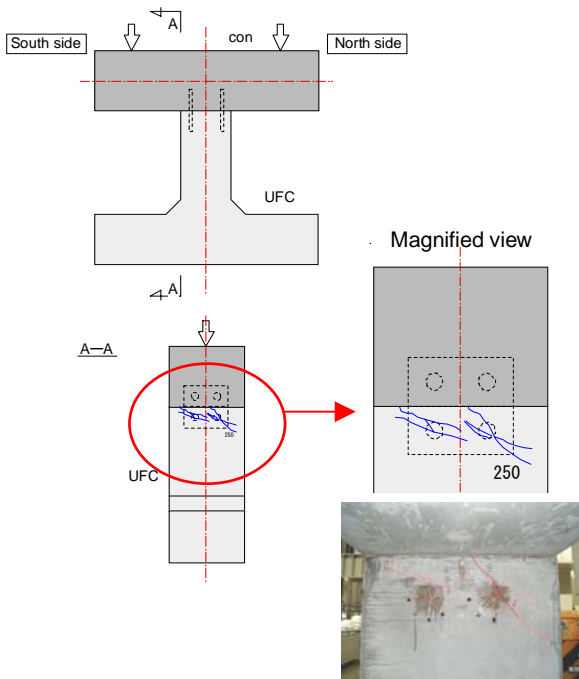 A
South side
con
North side
UFC
A
Magnified view
A-A
250
UFC
250